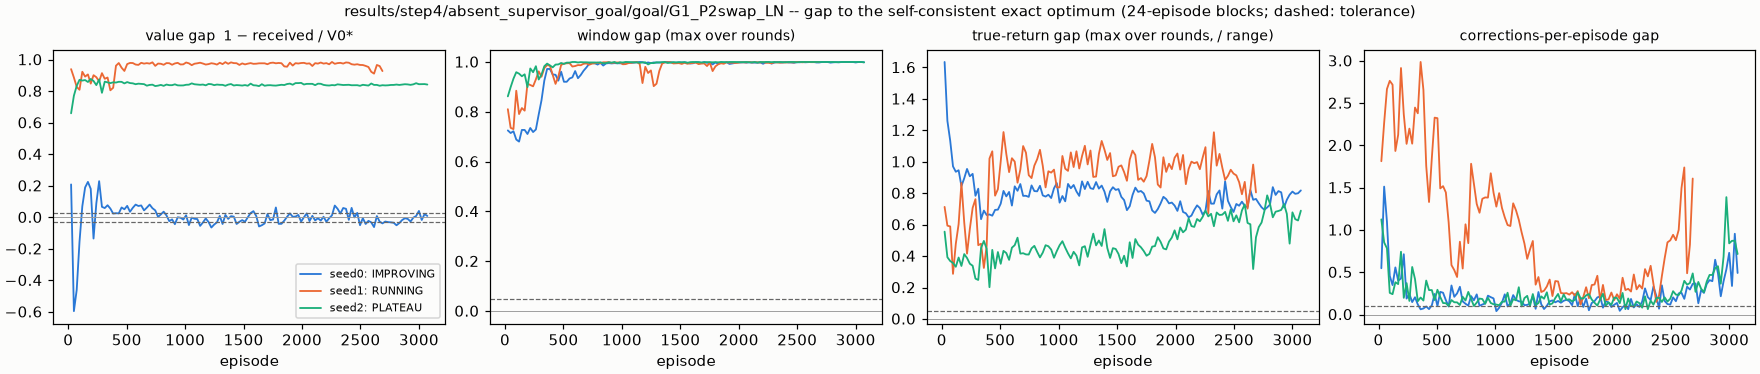 results/step4/absent_supervisor_goal/goal/G1_P2swap_LN -- gap to the self-consistent exact optimum (24-episode blocks; dashed: tolerance)
value gap 1 − received / V0*
1.0
0.8
0.6
0.4
0.2
0.0
−0.2
−0.4
−0.6
seed0: IMPROVING
seed1: RUNNING
seed2: PLATEAU
0 500 1000 1500 2000 2500 3000
episode
window gap (max over rounds)
1.0
0.8
0.6
0.4
0.2
0.0
0 500 1000 1500 2000 2500 3000
episode
true-return gap (max over rounds, / range)
1.6
1.4
1.2
1.0
0.8
0.6
0.4
0.2
0.0
0 500 1000 1500 2000 2500 3000
episode
corrections-per-episode gap
3.0
2.5
2.0
1.5
1.0
0.5
0.0
0 500 1000 1500 2000 2500 3000
episode